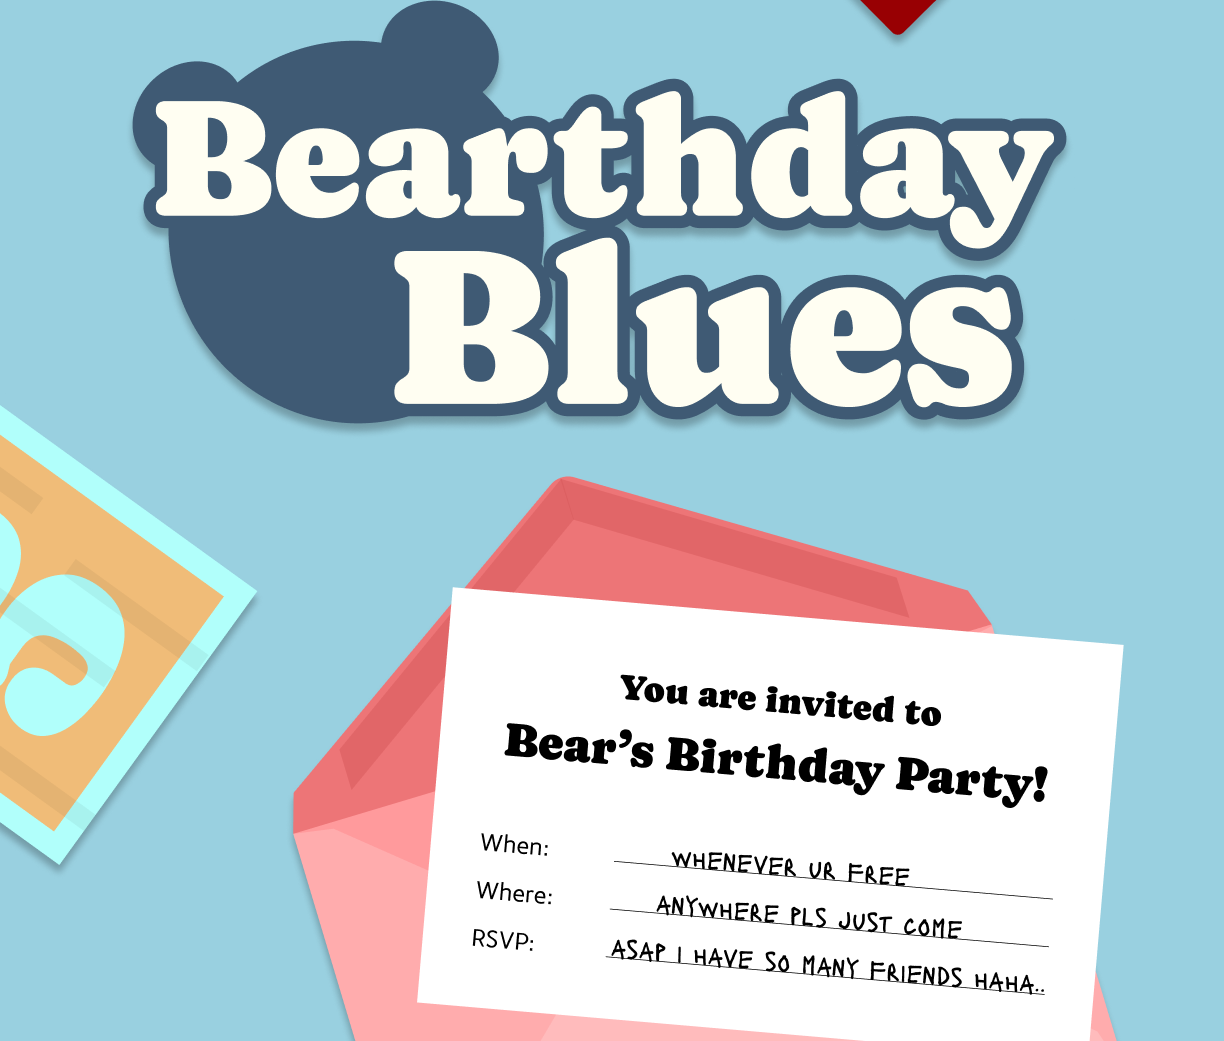 Bearthday
Blues
You are invited to
Bear's Birthday Party!
When: WHENEVER UR FREE
Where: ANYWHERE PLS JUST COME
RSVP: ASAP I HAVE SO MANY FRIENDS HAHA..